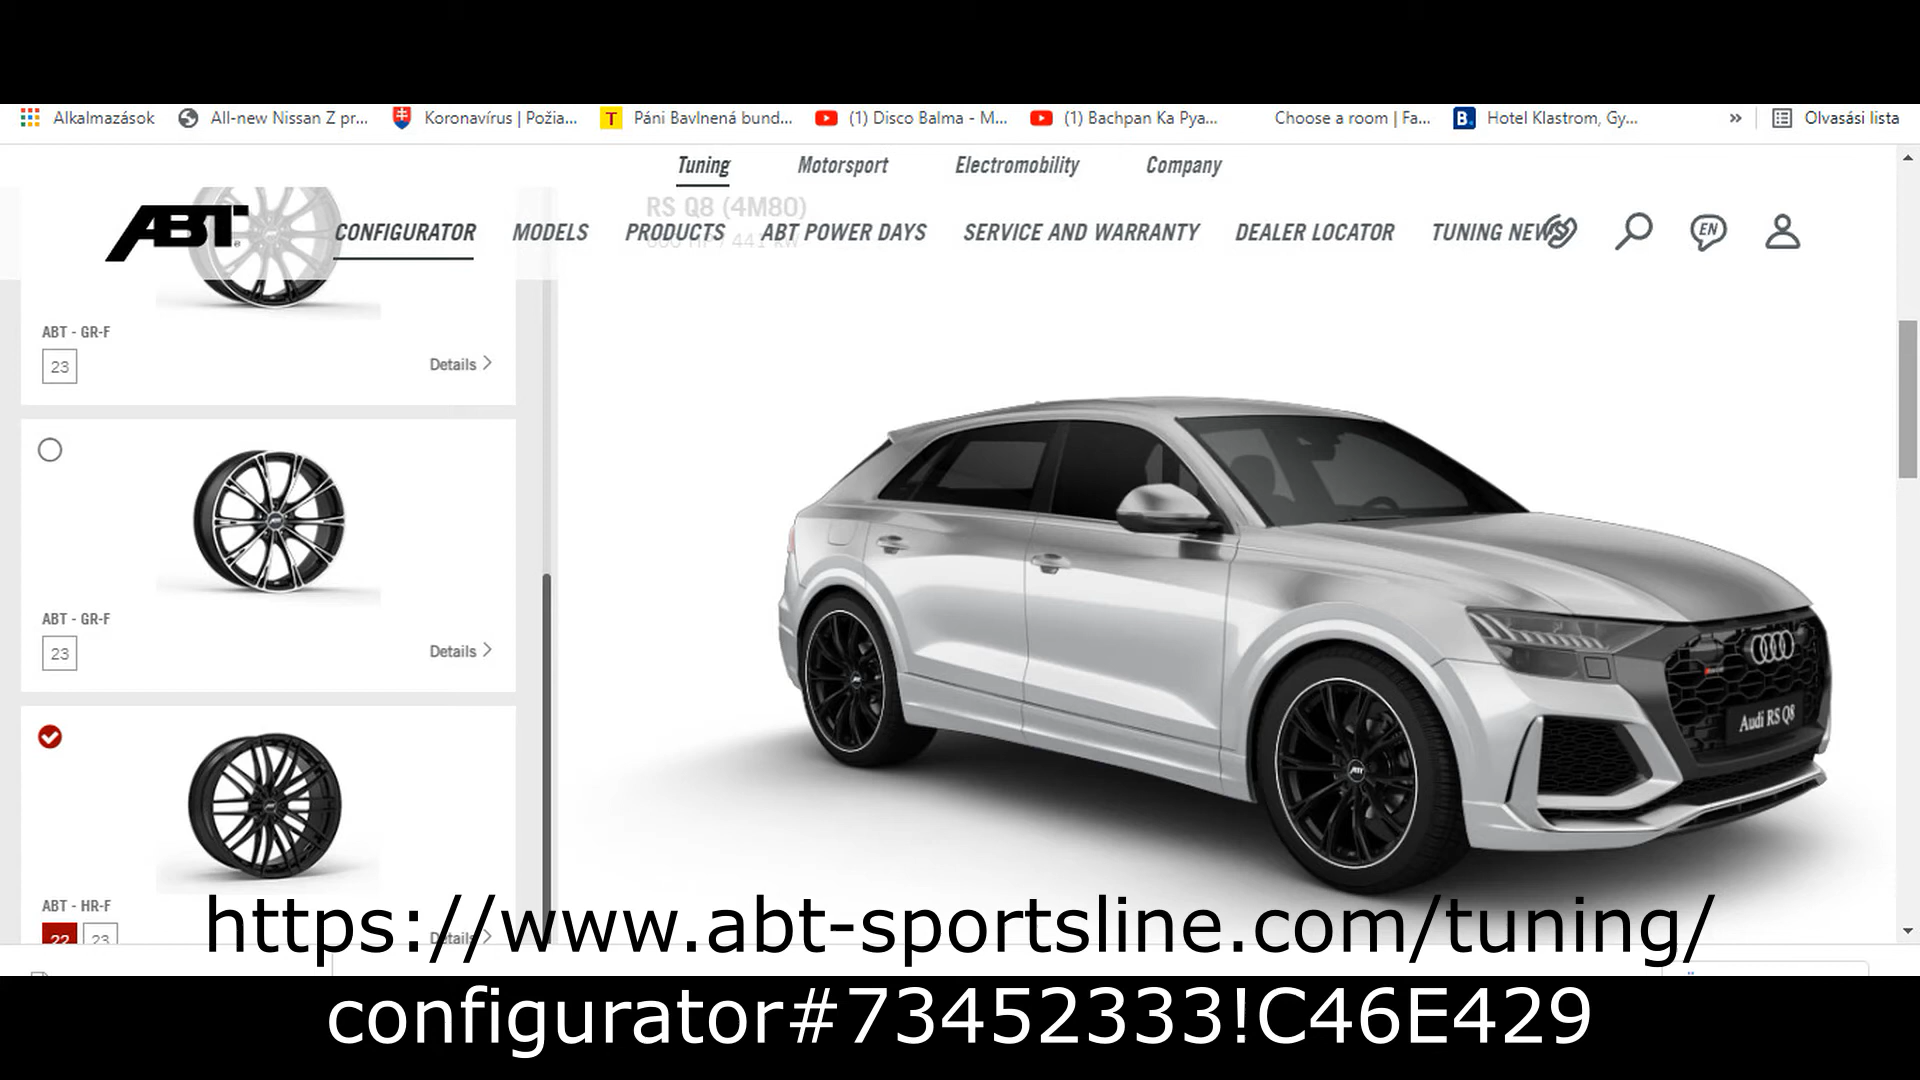 Alkalmazások All-new Nissan Z pr... Koronavírus | Požia... Páni Bavlnená bund... (1) Disco Balma - M... (1) Bachpan Ka Pya... Choose a room | Fa... B. Hotel Klastrom, Gy... » Olvasási lista
Tuning Motorsport Electromobility Company
RS Q8 (4M80)
ABT CONFIGURATOR MODELS PRODUCTS ABT POWER DAYS SERVICE AND WARRANTY DEALER LOCATOR TUNING NEWS EN
ABT - GR-F
23 Details
ABT - GR-F
23 Details
Audi RS Q8
ABT - HR-F
22 23 Details
https://www.abt-sportsline.com/tuning/
configurator#73452333!C46E429